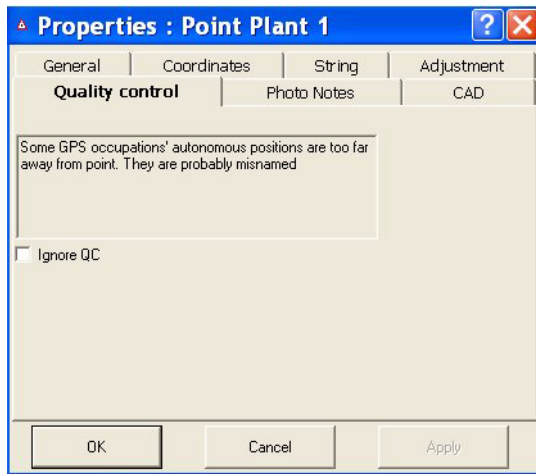 Properties : Point Plant 1
?
General Coordinates String Adjustment
Quality control Photo Notes CAD
Some GPS occupations' autonomous positions are too far
away from point. They are probably misnamed
Ignore QC
OK Cancel Apply